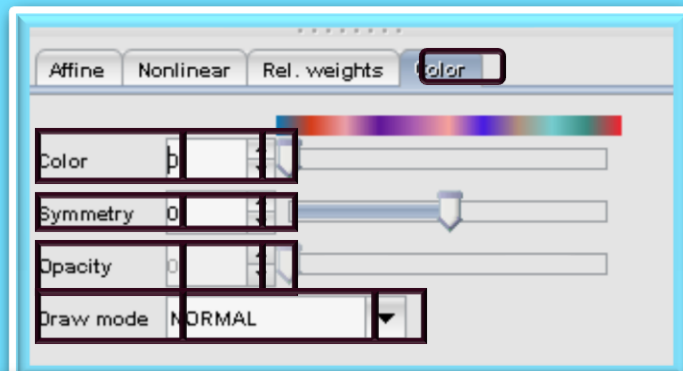 Affine Nonlinear Rel. weights Color
Color 0
Symmetry 0
Opacity 0
Draw mode NORMAL